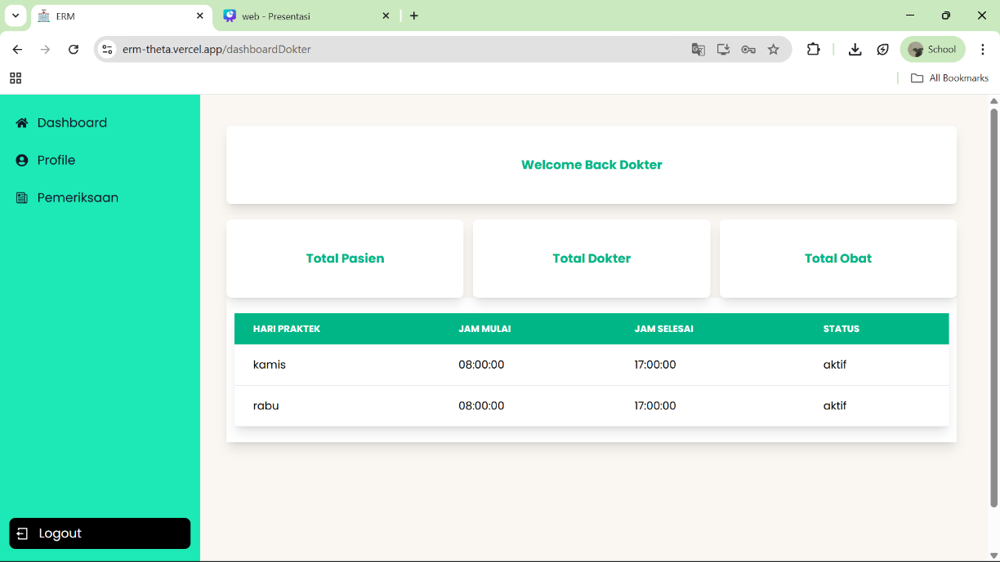 ERM
web - Presentasi
erm-theta.vercel.app/dashboardDokter
School
All Bookmarks
Dashboard
Profile
Pemeriksaan
Logout
Welcome Back Dokter
Total Pasien Total Dokter Total Obat
HARI PRAKTEK JAM MULAI JAM SELESAI STATUS
kamis 08:00:00 17:00:00 aktif
rabu 08:00:00 17:00:00 aktif